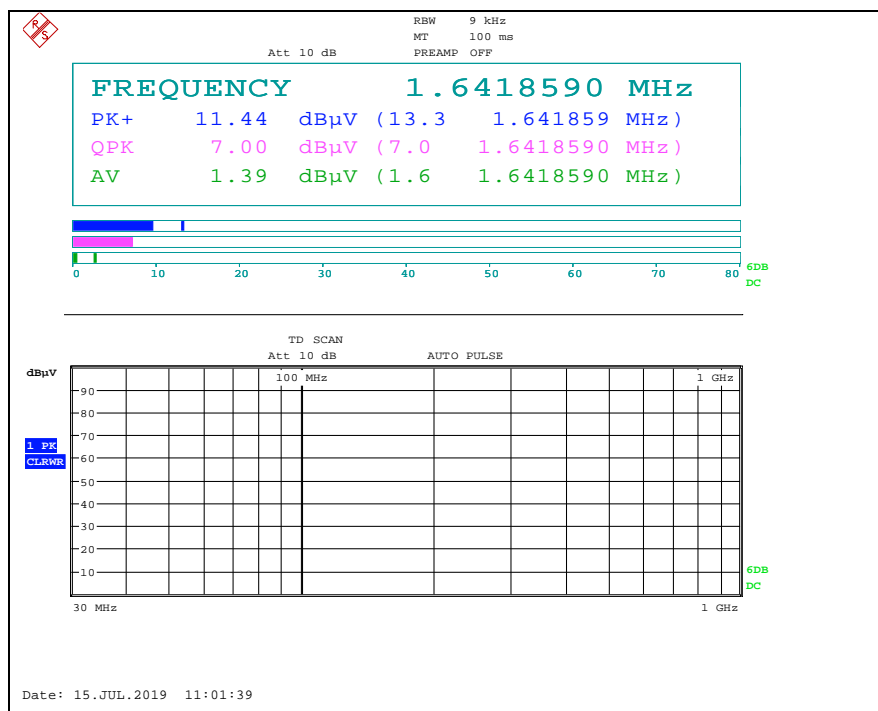 R S
RBW 9 kHz
MT 100 ms
Att 10 dB PREAMP OFF
FREQUENCY 1.6418590 MHz
PK+ 11.44 dBµV (13.3 1.641859 MHz)
QPK 7.00 dBµV (7.0 1.6418590 MHz)
AV 1.39 dBµV (1.6 1.6418590 MHz)
0 10 20 30 40 50 60 70 80
6DB
DC
TD SCAN
Att 10 dB AUTO PULSE
dBµV
100 MHz 1 GHz
90
80
70
1 PK
CLRWR
60
50
40
30
20
10
6DB
DC
30 MHz 1 GHz
Date: 15.JUL.2019 11:01:39